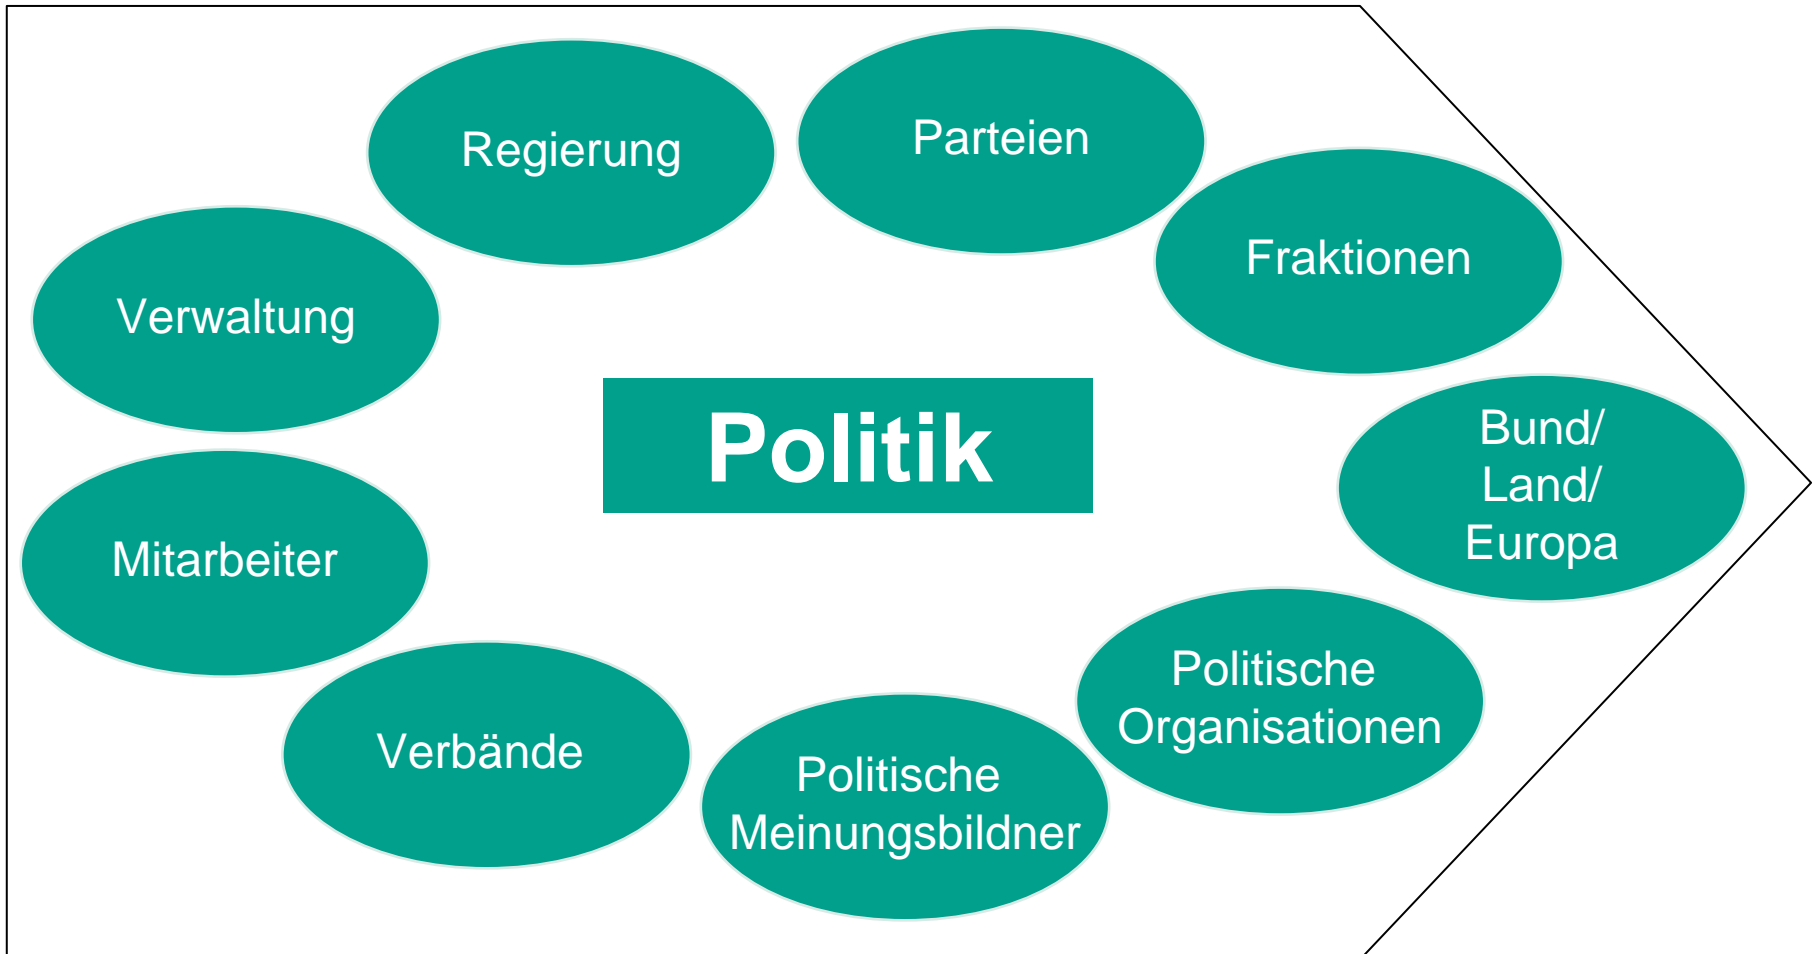 Regierung
Parteien
Fraktionen
Verwaltung
Politik
Bund/
Land/
Europa
Mitarbeiter
Politische
Organisationen
Verbände
Politische
Meinungsbildner